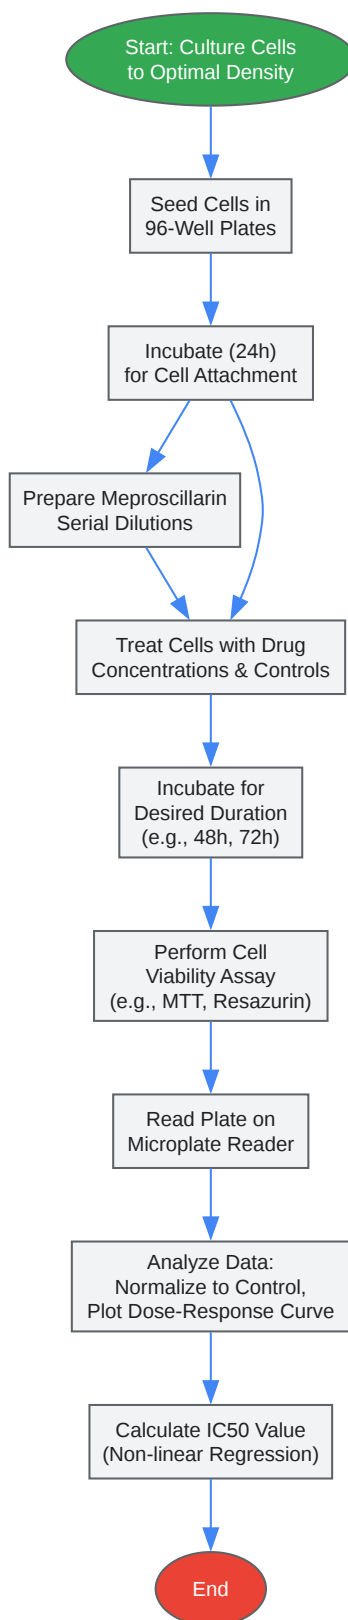 Start: Culture Cells
to Optimal Density
Seed Cells in
96-Well Plates
Incubate (24h)
for Cell Attachment
Prepare Meproscillarin
Serial Dilutions
Treat Cells with Drug
Concentrations & Controls
Incubate for
Desired Duration
(e.g., 48h, 72h)
Perform Cell
Viability Assay
(e.g., MTT, Resazurin)
Read Plate on
Microplate Reader
Analyze Data:
Normalize to Control,
Plot Dose-Response Curve
Calculate IC50 Value
(Non-linear Regression)
End